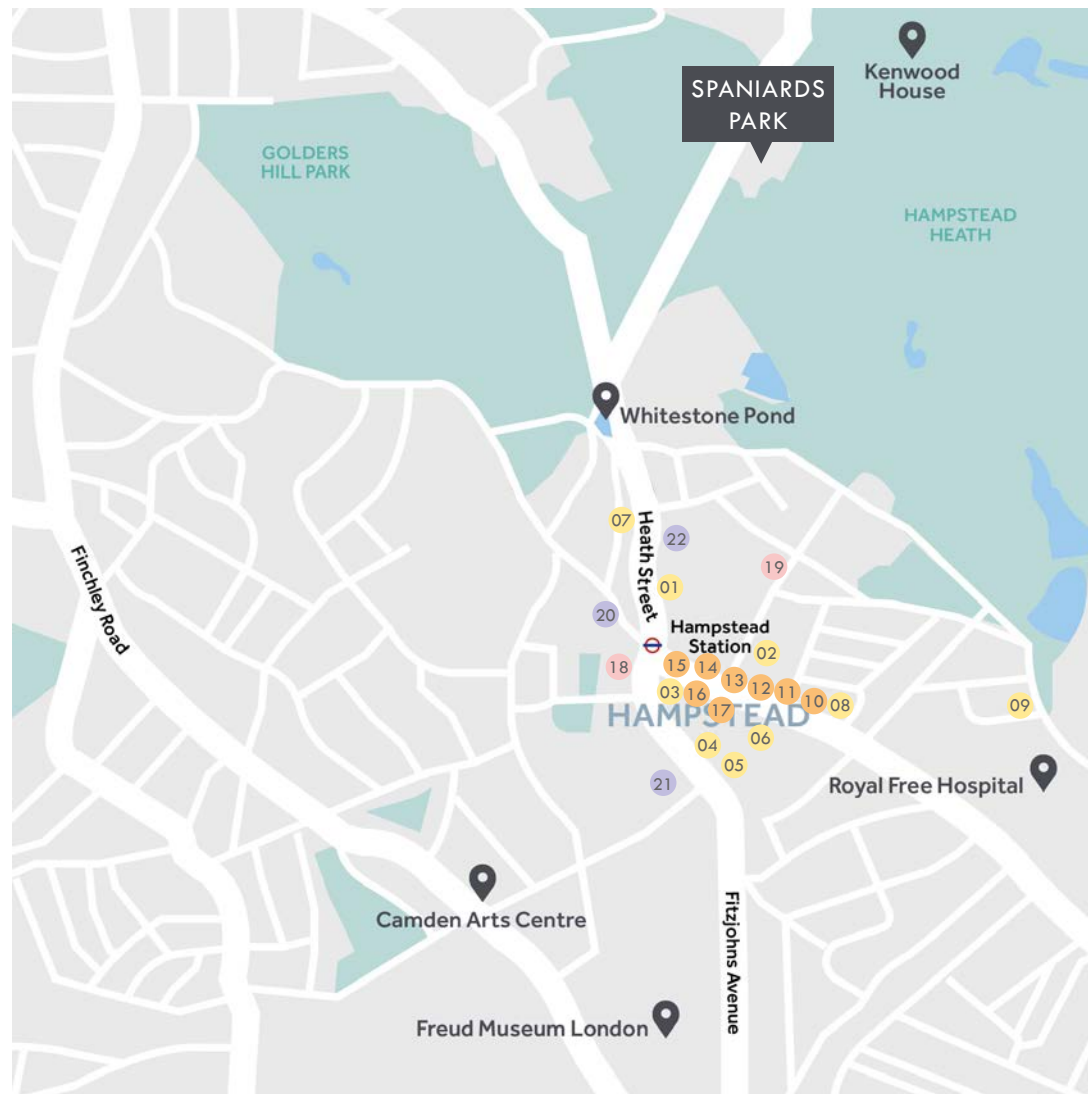 Kenwood
House
SPANIARDS
PARK
GOLDERS
HILL PARK
HAMPSTEAD
HEATH
Whitestone Pond
07
Heath Street
22
19
01
20
Hampstead
Station
02
18
15
14
13
12
11
10
08
03
16
17
09
HAMPSTEAD
04
06
05
21
Royal Free Hospital
Finchley Road
Camden Arts Centre
Fitzjohns Avenue
Freud Museum London